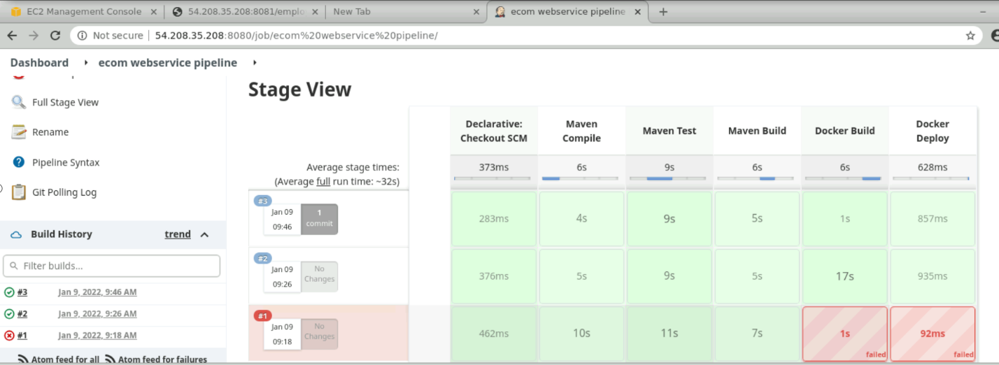 EC2 Management Console
54.208.35.208:8081/emplo
New Tab
ecom webservice pipeline
Not secure
54.208.35.208:8080/job/ecom%20webservice%20pipeline/
Dashboard
ecom webservice pipeline
Full Stage View
Rename
Pipeline Syntax
Git Polling Log
Build History
trend
Filter builds...
#3 Jan 9, 2022, 9:46 AM
#2 Jan 9, 2022, 9:26 AM
#1 Jan 9, 2022, 9:18 AM
Atom feed for all
Atom feed for failures
Stage View
Declarative:
Checkout SCM
Maven
Compile
Maven Test
Maven Build
Docker Build
Docker
Deploy
Average stage times:
(Average full run time: ~32s)
373ms
6s
9s
6s
6s
628ms
#3
Jan 09
09:46
1
commit
283ms
4s
9s
5s
1s
857ms
#2
Jan 09
09:26
No
Changes
376ms
5s
9s
5s
17s
935ms
#1
Jan 09
09:18
No
Changes
462ms
10s
11s
7s
1s
failed
92ms
failed